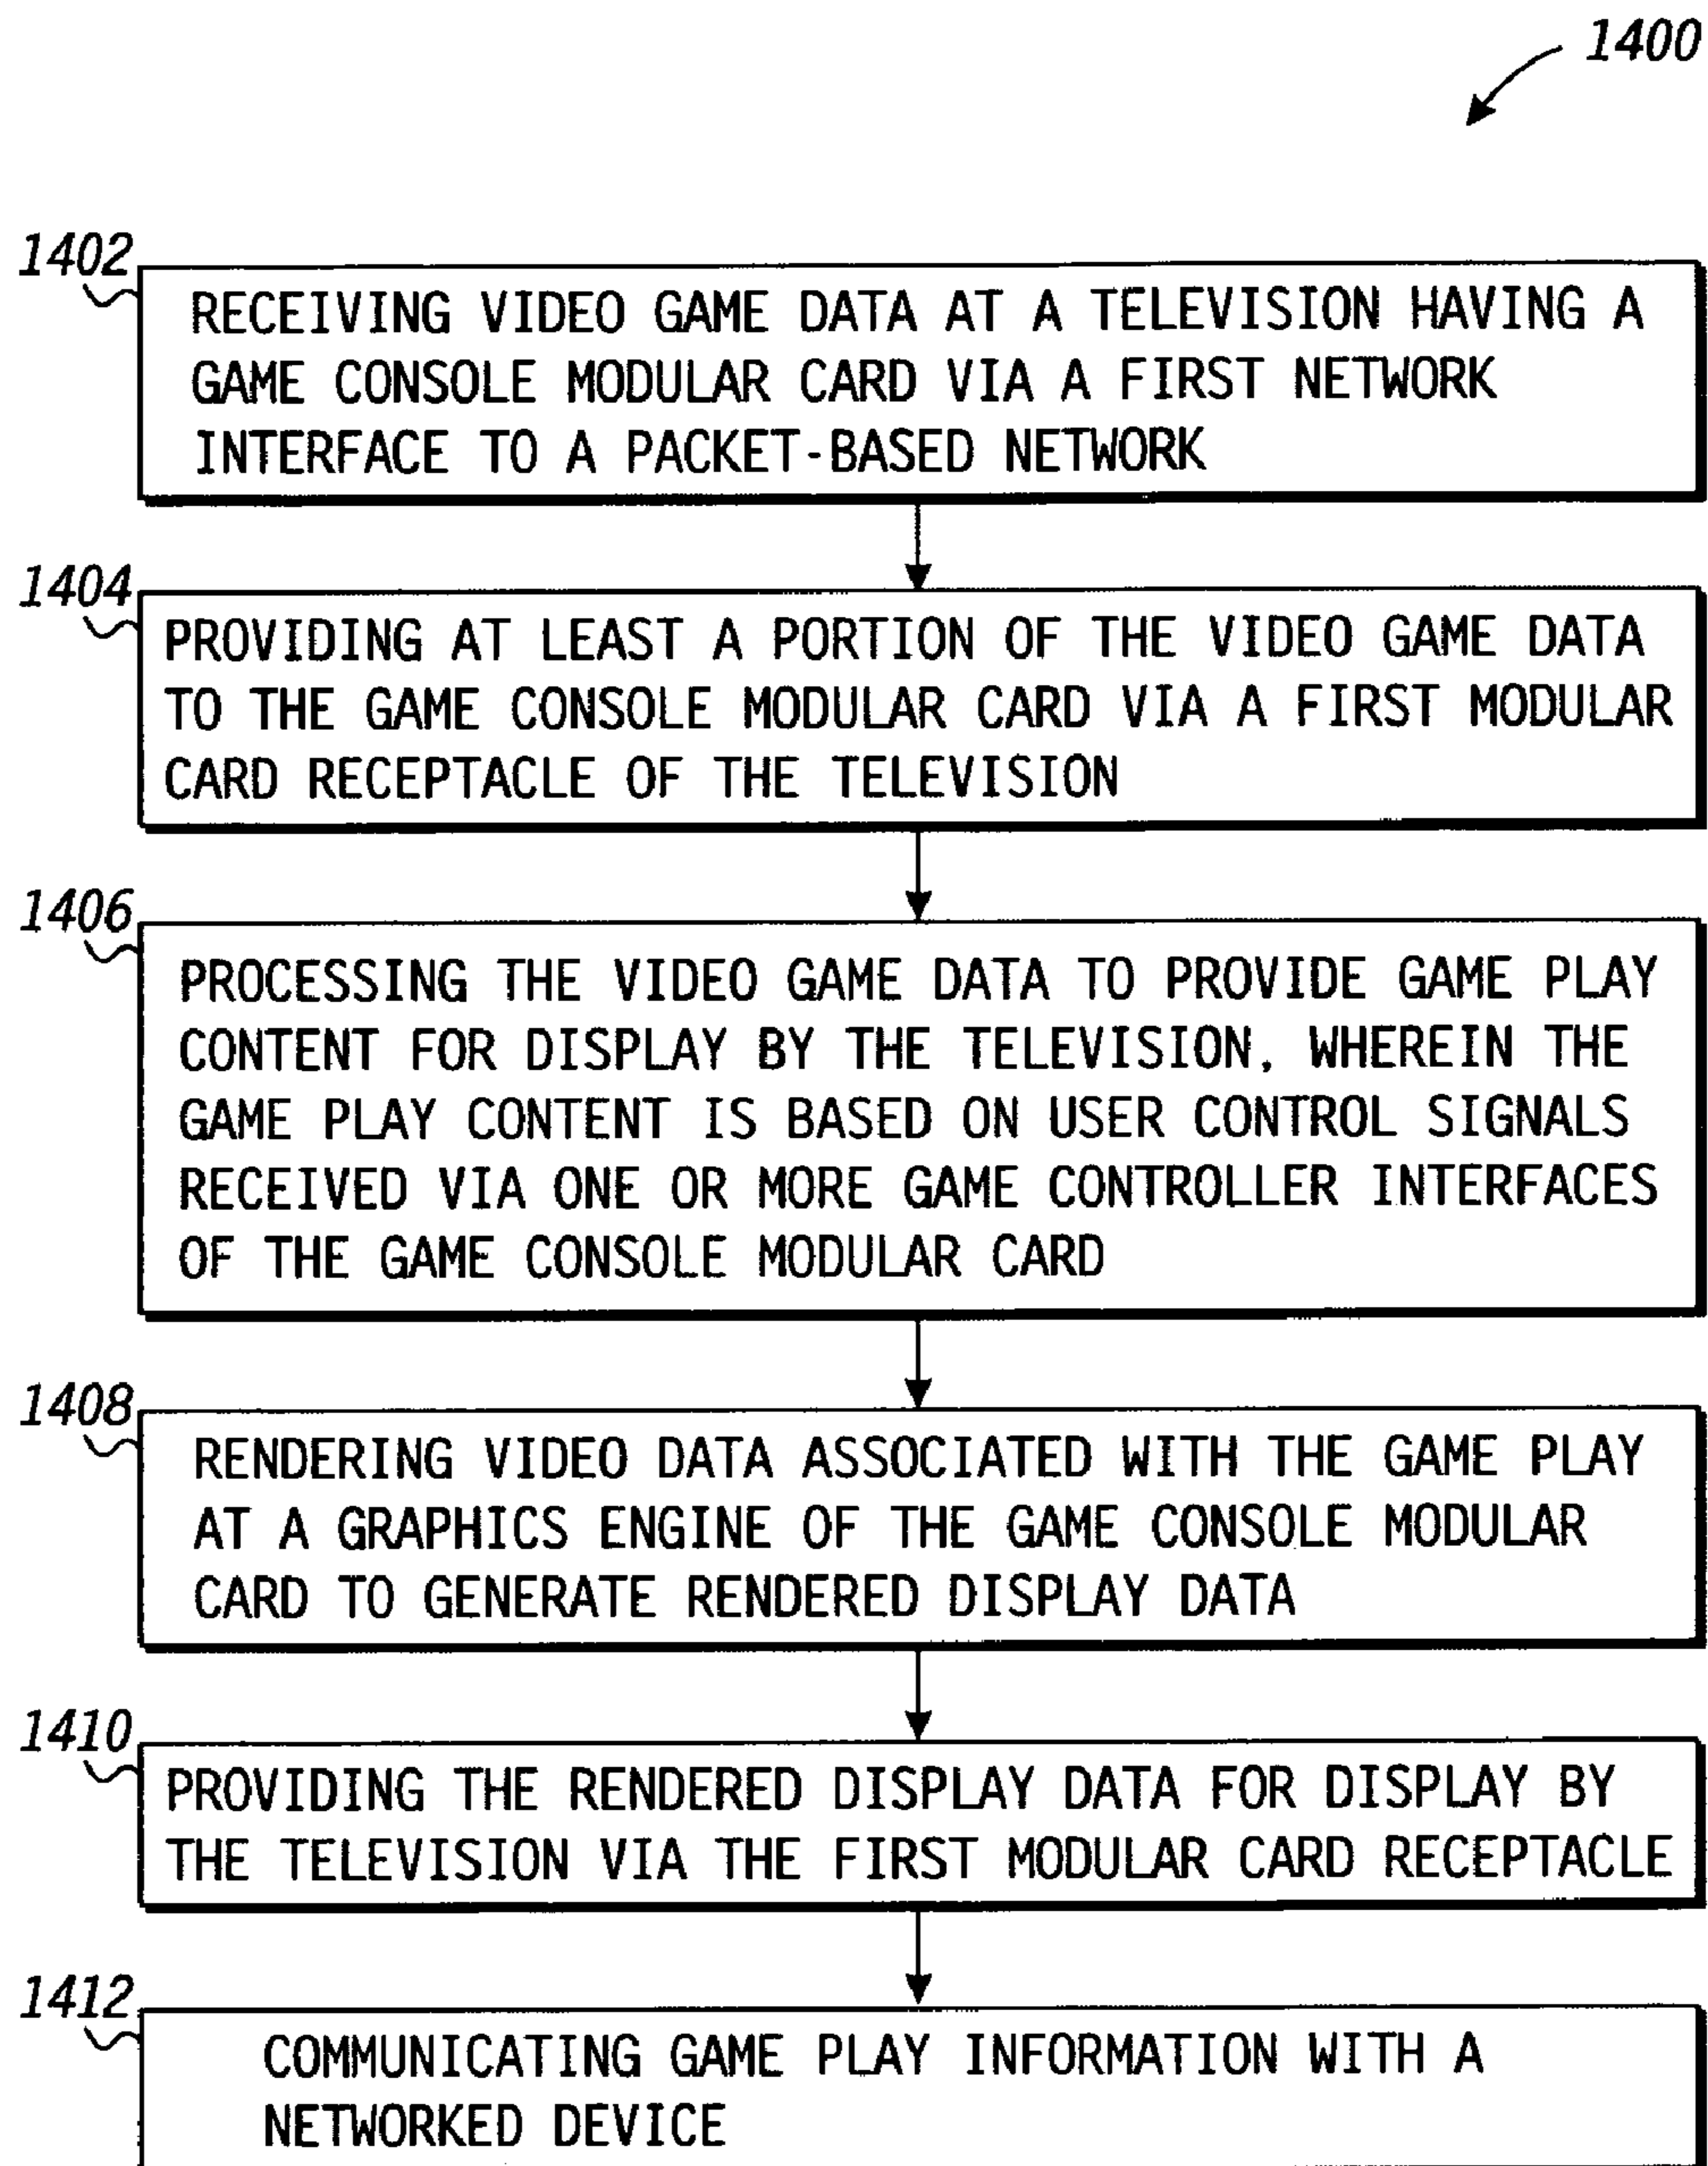 1400
1402
RECEIVING VIDEO GAME DATA AT A TELEVISION HAVING A
GAME CONSOLE MODULAR CARD VIA A FIRST NETWORK
INTERFACE TO A PACKET-BASED NETWORK
1404
PROVIDING AT LEAST A PORTION OF THE VIDEO GAME DATA
TO THE GAME CONSOLE MODULAR CARD VIA A FIRST MODULAR
CARD RECEPTACLE OF THE TELEVISION
1406
PROCESSING THE VIDEO GAME DATA TO PROVIDE GAME PLAY
CONTENT FOR DISPLAY BY THE TELEVISION, WHEREIN THE
GAME PLAY CONTENT IS BASED ON USER CONTROL SIGNALS
RECEIVED VIA ONE OR MORE GAME CONTROLLER INTERFACES
OF THE GAME CONSOLE MODULAR CARD
1408
RENDERING VIDEO DATA ASSOCIATED WITH THE GAME PLAY
AT A GRAPHICS ENGINE OF THE GAME CONSOLE MODULAR
CARD TO GENERATE RENDERED DISPLAY DATA
1410
PROVIDING THE RENDERED DISPLAY DATA FOR DISPLAY BY
THE TELEVISION VIA THE FIRST MODULAR CARD RECEPTACLE
1412
COMMUNICATING GAME PLAY INFORMATION WITH A
NETWORKED DEVICE